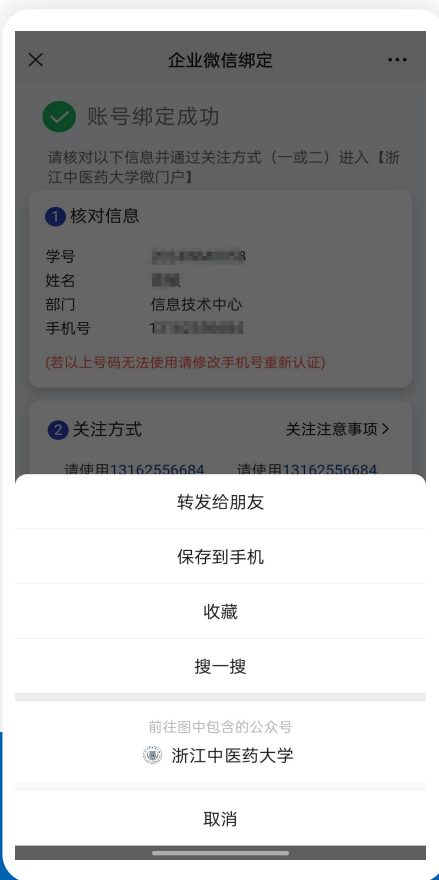 企业微信绑定
账号绑定成功
请核对以下信息并通过关注方式（一或二）进入【浙
江中医药大学微门户】
1 核对信息
学号
姓名
部门 信息技术中心
手机号
(若以上号码无法使用请修改手机号重新认证)
2 关注方式 关注注意事项
请使用13162556684 请使用13162556684
转发给朋友
保存到手机
收藏
搜一搜
前往图中包含的公众号
浙江中医药大学
取消